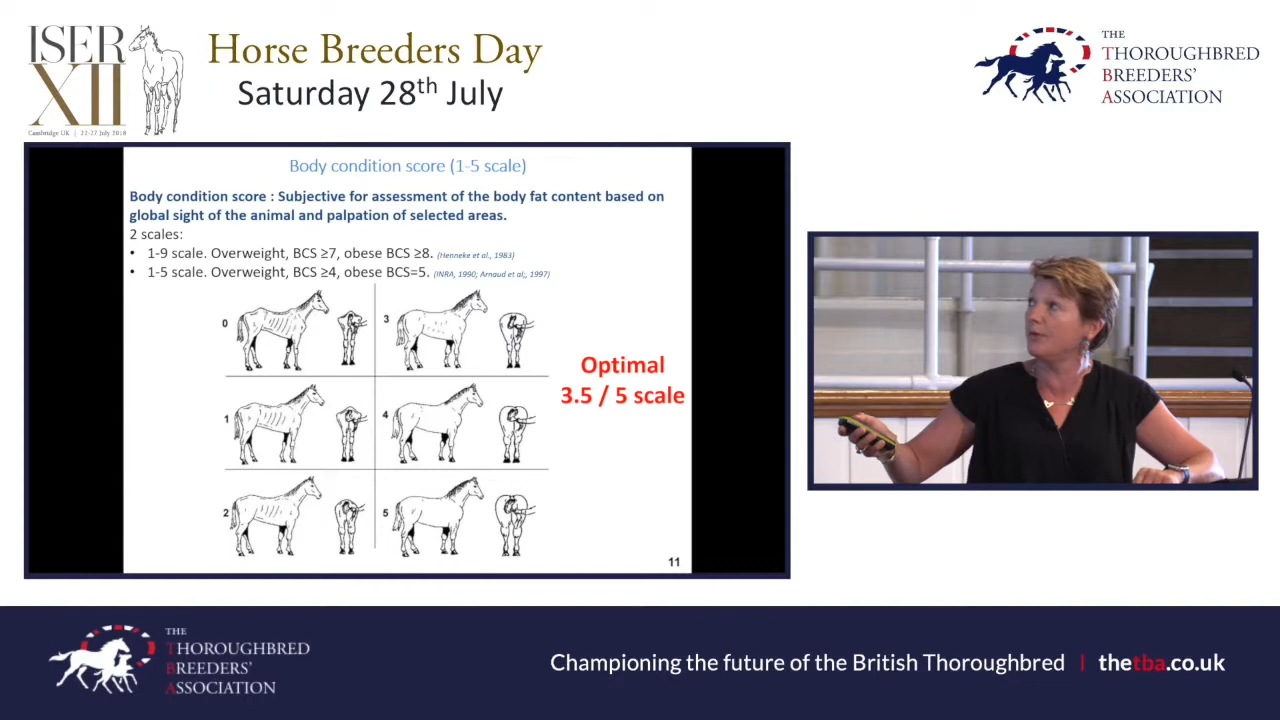 ISER
XII
Cambridge UK | 22-27 July 2018
Horse Breeders Day
Saturday 28th July
THE
THOROUGHBRED
BREEDERS'
ASSOCIATION
Body condition score (1-5 scale)
Body condition score : Subjective for assessment of the body fat content based on
global sight of the animal and palpation of selected areas.
2 scales:
• 1-9 scale. Overweight, BCS ≥7, obese BCS ≥8. (Henneke et al., 1983)
• 1-5 scale. Overweight, BCS ≥4, obese BCS=5. (INRA, 1990; Arnaud et al,, 1997)
0
3
1
4
2
5
Optimal
3.5 / 5 scale
11
THE
THOROUGHBRED
BREEDERS'
ASSOCIATION
Championing the future of the British Thoroughbred | thetba.co.uk